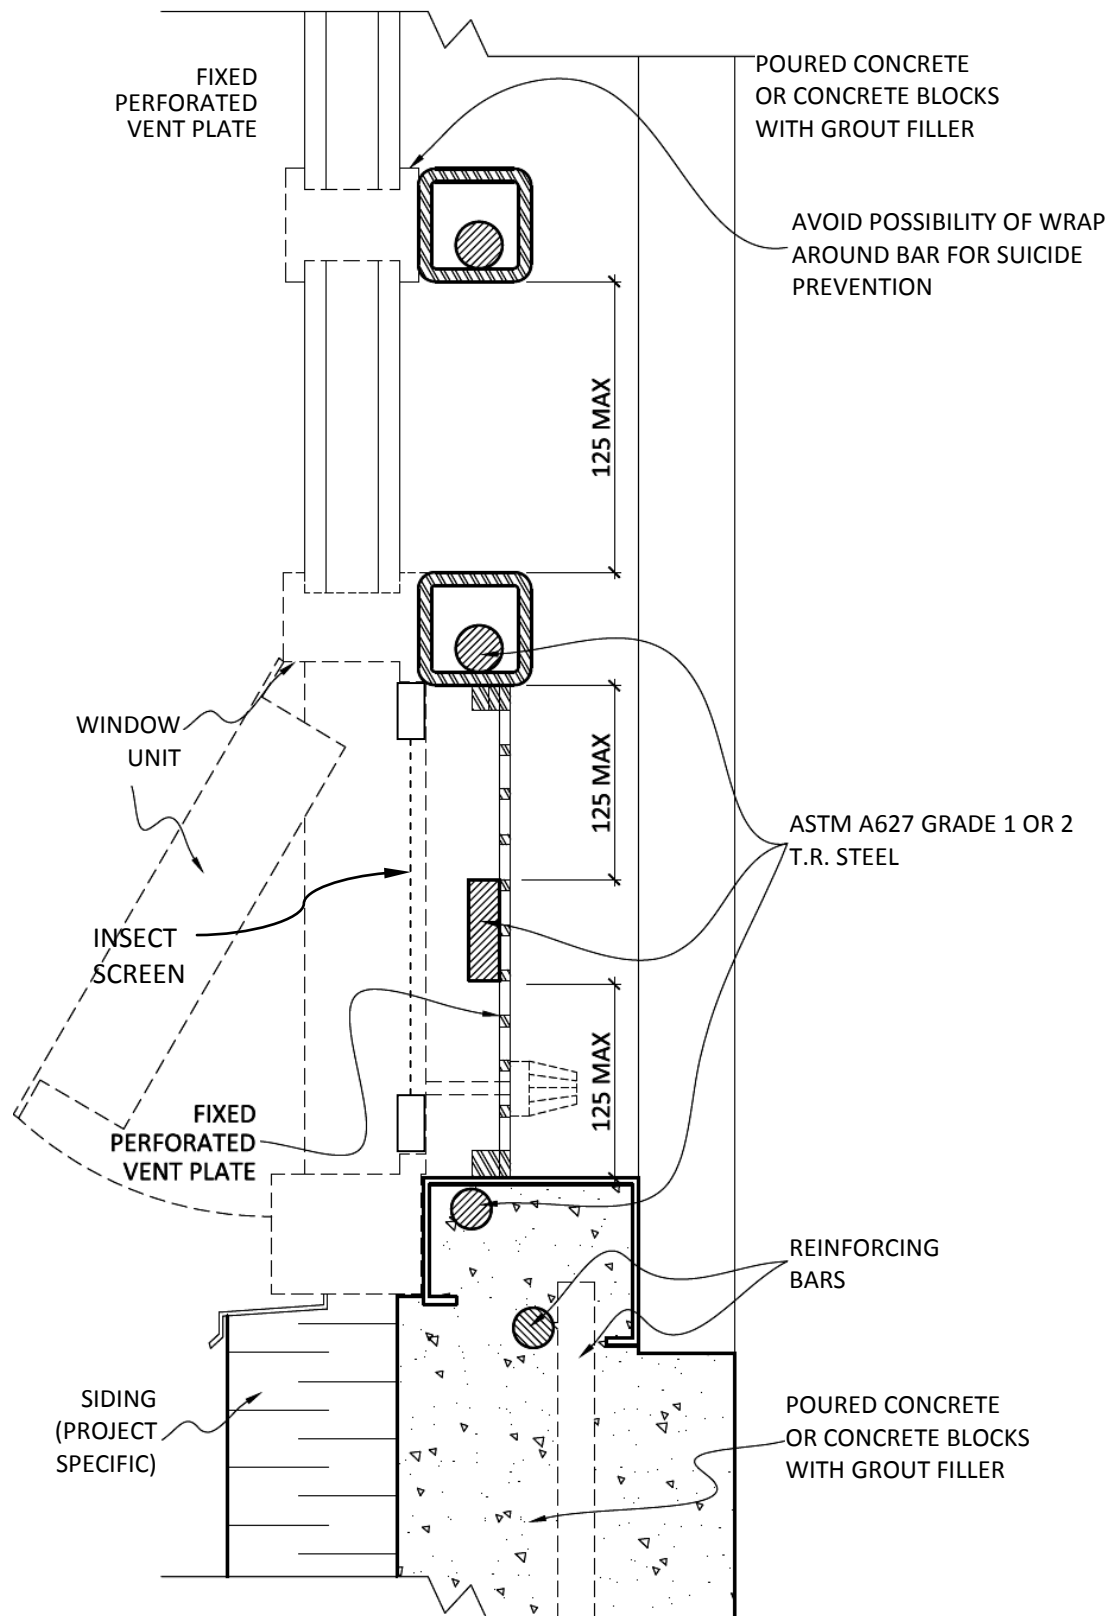 FIXED
PERFORATED
VENT PLATE
POURED CONCRETE
OR CONCRETE BLOCKS
WITH GROUT FILLER
AVOID POSSIBILITY OF WRAP
AROUND BAR FOR SUICIDE
PREVENTION
125 MAX
WINDOW
UNIT
125 MAX
ASTM A627 GRADE 1 OR 2
T.R. STEEL
INSECT
SCREEN
125 MAX
FIXED
PERFORATED
VENT PLATE
REINFORCING
BARS
SIDING
(PROJECT
SPECIFIC)
POURED CONCRETE
OR CONCRETE BLOCKS
WITH GROUT FILLER